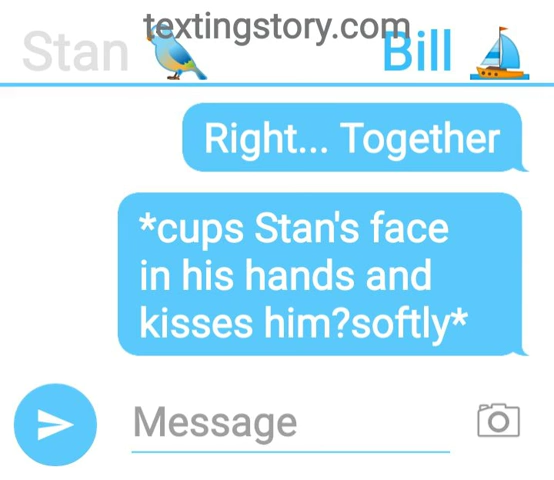 textingstory.com
Stan Bill
Right... Together
*cups Stan's face
in his hands and
kisses him?softly*
Message